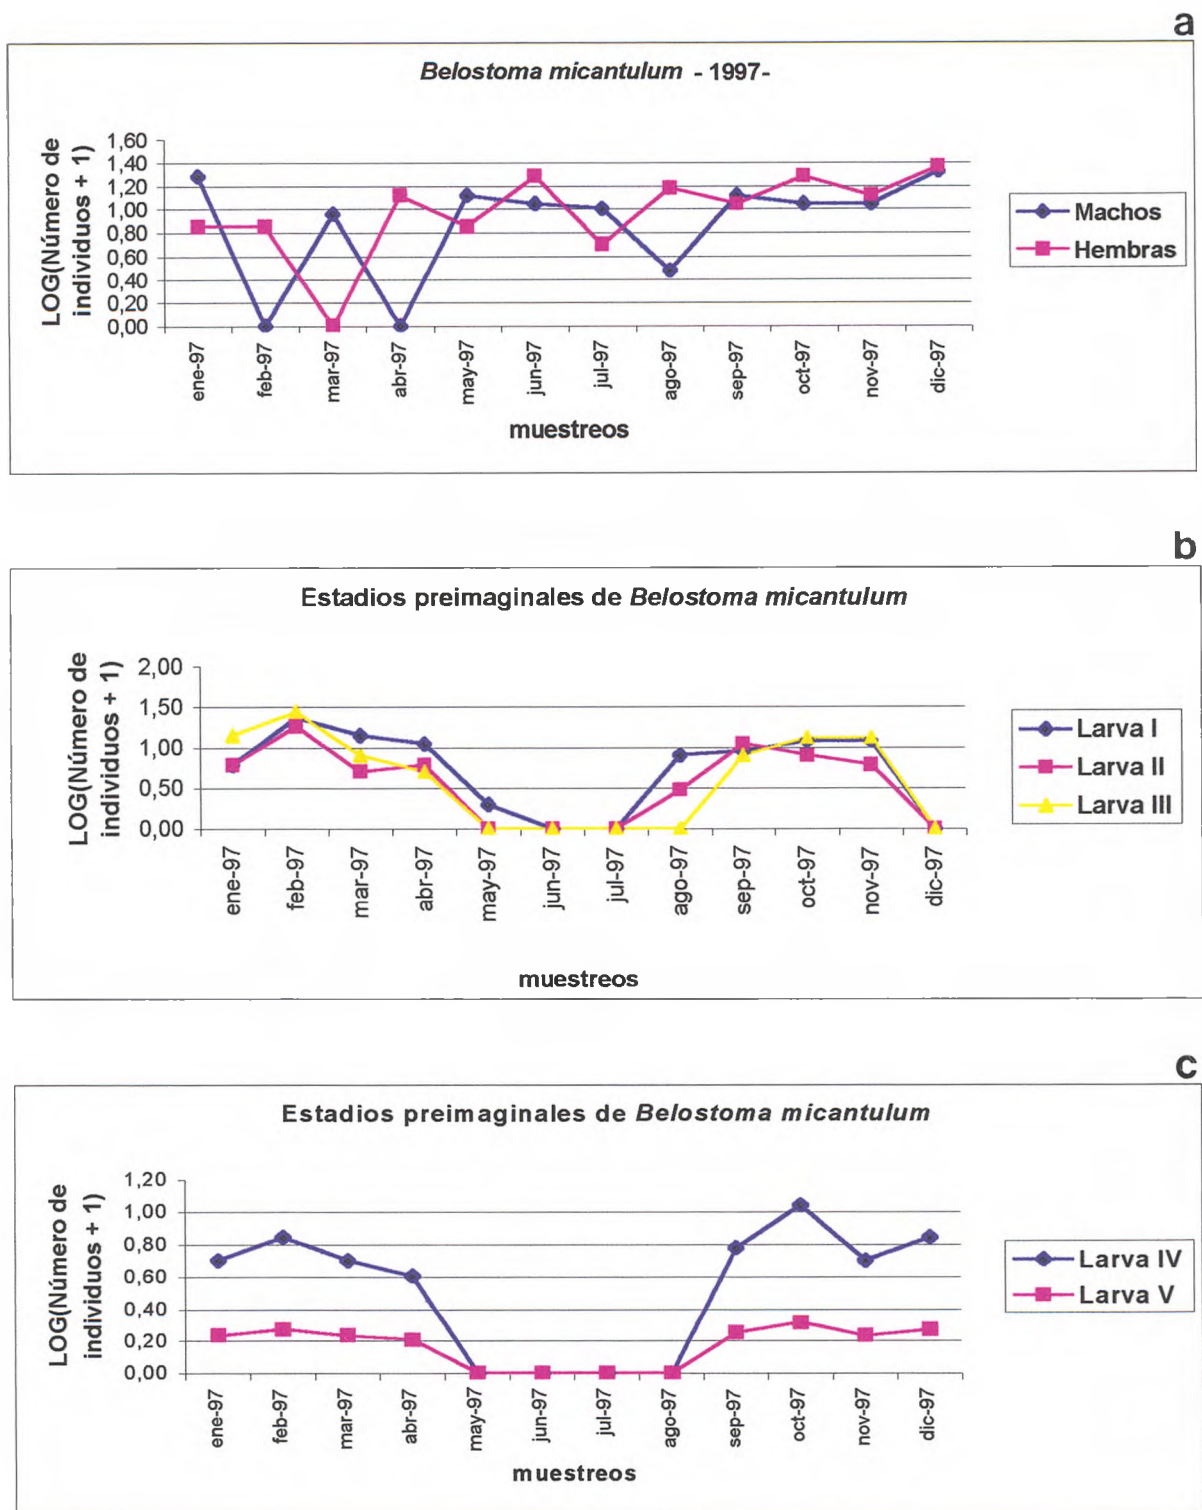 a
Belostoma micantulum - 1997-
LOG(Número de
individuos + 1)
1,60
1,40
1,20
1,00
0,80
0,60
0,40
0,20
0,00
ene-97
feb-97
mar-97
abr-97
may-97
jun-97
jul-97
ago-97
sep-97
oct-97
nov-97
dic-97
muestreos
Machos
Hembras
b
Estadios preimaginales de Belostoma micantulum
LOG(Número de
individuos + 1)
2,00
1,50
1,00
0,50
0,00
ene-97
feb-97
mar-97
abr-97
may-97
jun-97
jul-97
ago-97
sep-97
oct-97
nov-97
dic-97
muestreos
Larva I
Larva II
Larva III
c
Estadios preimaginales de Belostoma micantulum
LOG(Número de
individuos + 1)
1,20
1,00
0,80
0,60
0,40
0,20
0,00
ene-97
feb-97
mar-97
abr-97
may-97
jun-97
jul-97
ago-97
sep-97
oct-97
nov-97
dic-97
muestreos
Larva IV
Larva V